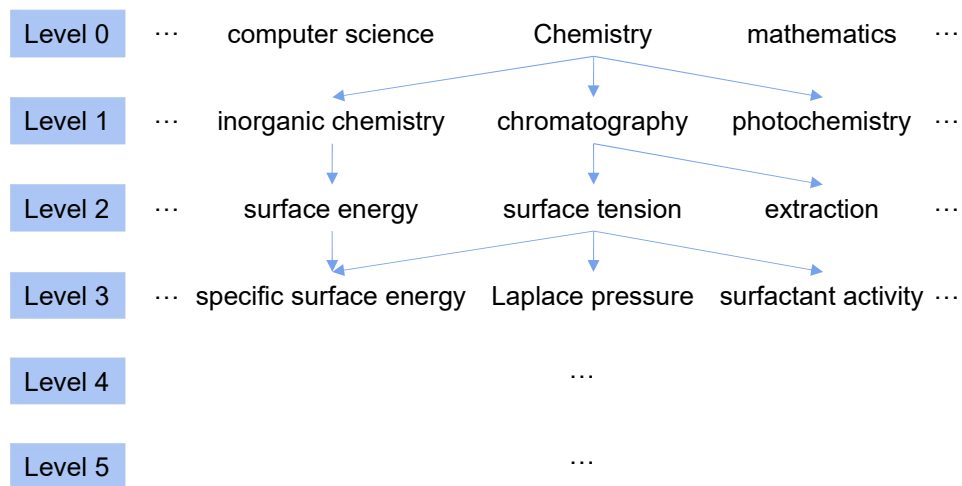 Level 0 ... computer science Chemistry mathematics ...
Level 1 ... inorganic chemistry chromatography photochemistry ...
Level 2 ... surface energy surface tension extraction ...
Level 3 ... specific surface energy Laplace pressure surfactant activity ...
Level 4 ...
Level 5 ...